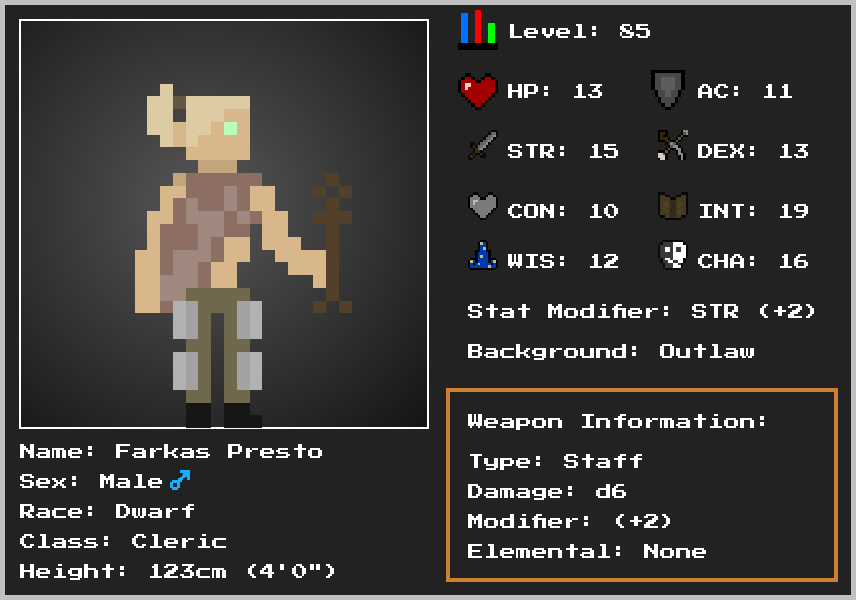 Level: 85
HP: 13
AC: 11
STR: 15
DEX: 13
CON: 10
INT: 19
WIS: 12
CHA: 16
Stat Modifier: STR (+2)
Background: Outlaw
Weapon Information:
Type: Staff
Damage: d6
Modifier: (+2)
Elemental: None
Name: Farkas Presto
Sex: Male♂
Race: Dwarf
Class: Cleric
Height: 123cm (4'0")